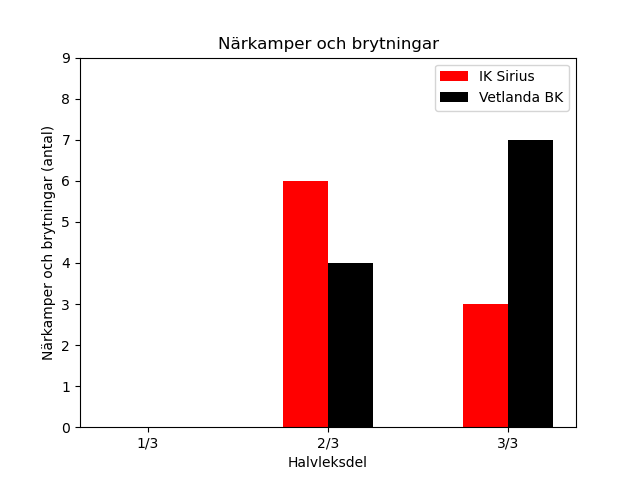 Närkamper och brytningar
IK Sirius
Vetlanda BK
Närkamper och brytningar (antal)
9
8
7
6
5
4
3
2
1
0
1/3
2/3
3/3
Halvleksdel